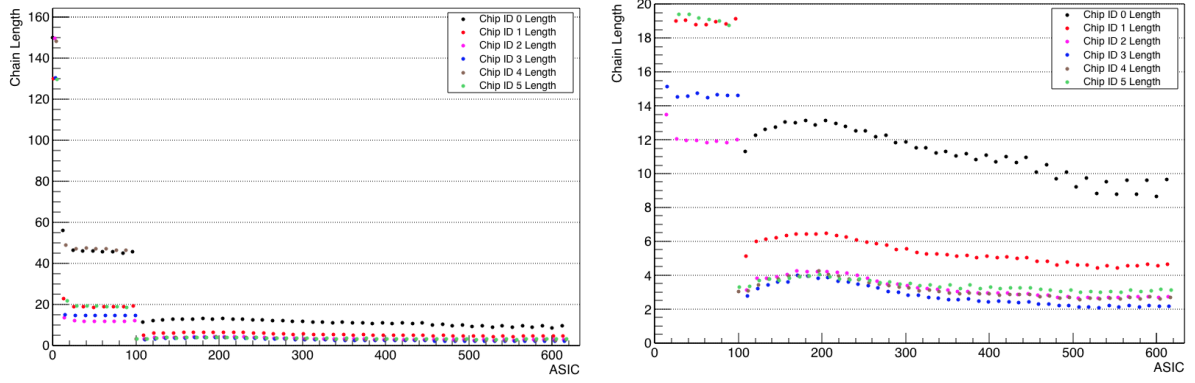 Chain Length
160
140
120
100
80
60
40
20
0
0
100
200
300
400
500
600
ASIC
Chip ID 0 Length
Chip ID 1 Length
Chip ID 2 Length
Chip ID 3 Length
Chip ID 4 Length
Chip ID 5 Length
Chain Length
20
18
16
14
12
10
8
6
4
2
0
0
100
200
300
400
500
600
ASIC
Chip ID 0 Length
Chip ID 1 Length
Chip ID 2 Length
Chip ID 3 Length
Chip ID 4 Length
Chip ID 5 Length